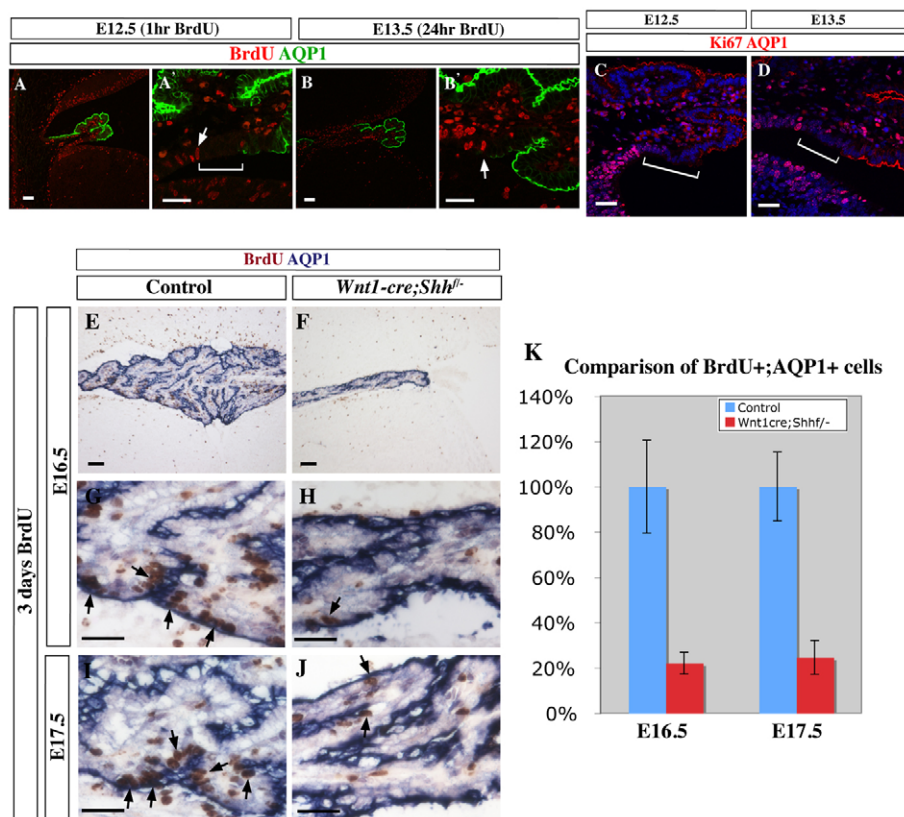 E12.5 (1hr BrdU)
E13.5 (24hr BrdU)
BrdU AQP1
A
A'
B
B'
E12.5
E13.5
Ki67 AQP1
C
D
BrdU AQP1
Control
Wnt1-cre;Shh^f/-
3 days BrdU
E16.5
E17.5
E
F
G
H
I
J
K
Comparison of BrdU+;AQP1+ cells
Control
Wnt1cre;Shhf/-
140%
120%
100%
80%
60%
40%
20%
0%
E16.5
E17.5